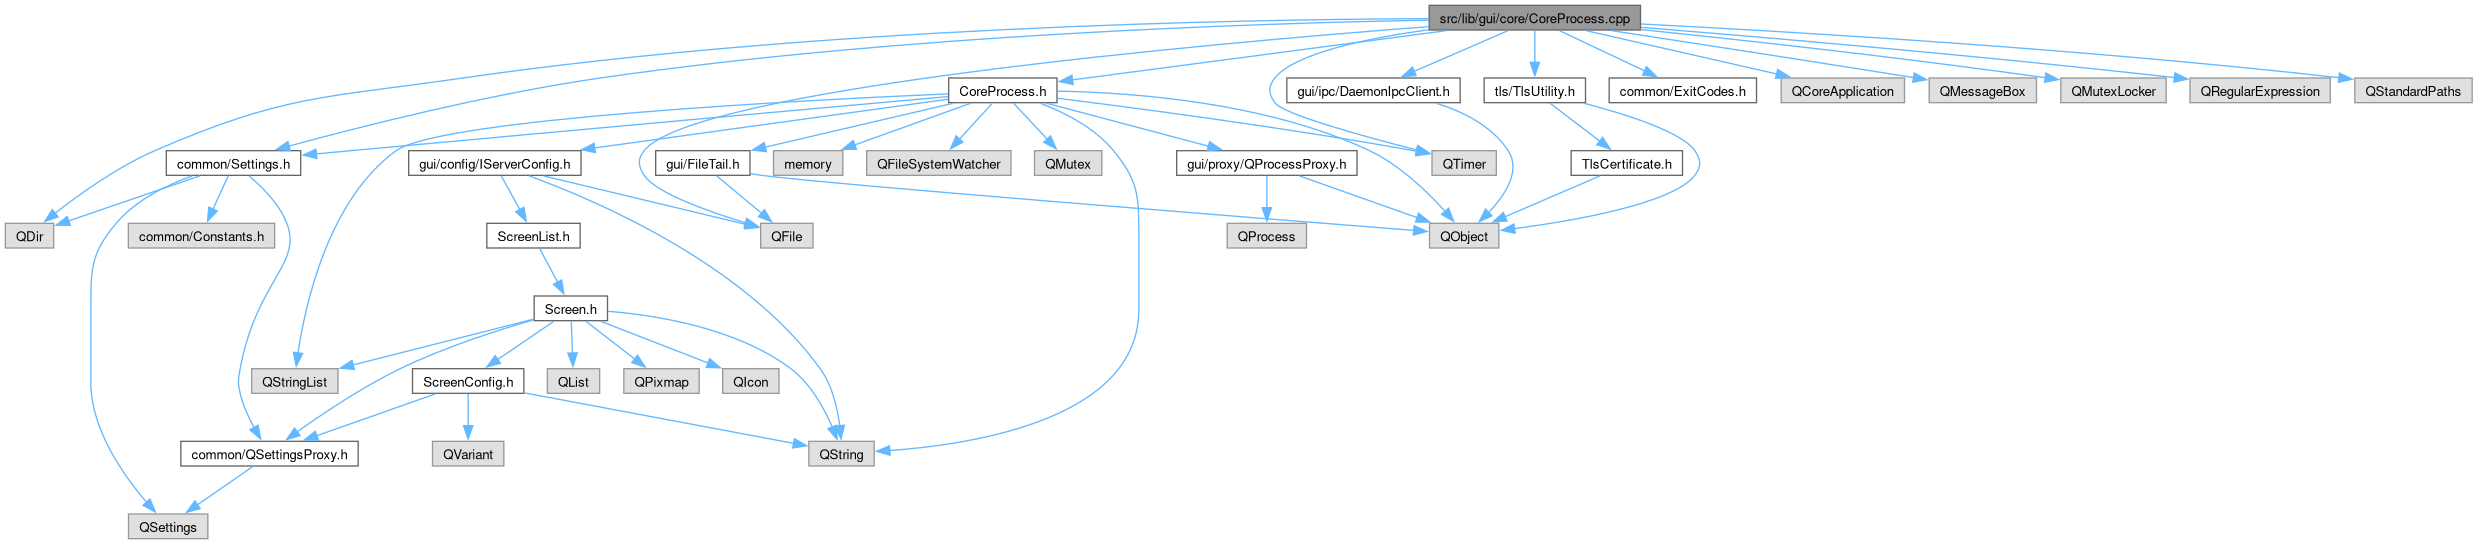 src/lib/gui/core/CoreProcess.cpp
CoreProcess.h
gui/ipc/DaemonIpcClient.h
tls/TlsUtility.h
common/ExitCodes.h
QCoreApplication
QMessageBox
QMutexLocker
QRegularExpression
QStandardPaths
common/Settings.h
gui/config/IServerConfig.h
gui/FileTail.h
memory
QFileSystemWatcher
QMutex
gui/proxy/QProcessProxy.h
QTimer
TlsCertificate.h
QDir
common/Constants.h
ScreenList.h
QFile
QProcess
QObject
Screen.h
QStringList
ScreenConfig.h
QList
QPixmap
QIcon
common/QSettingsProxy.h
QVariant
QString
QSettings